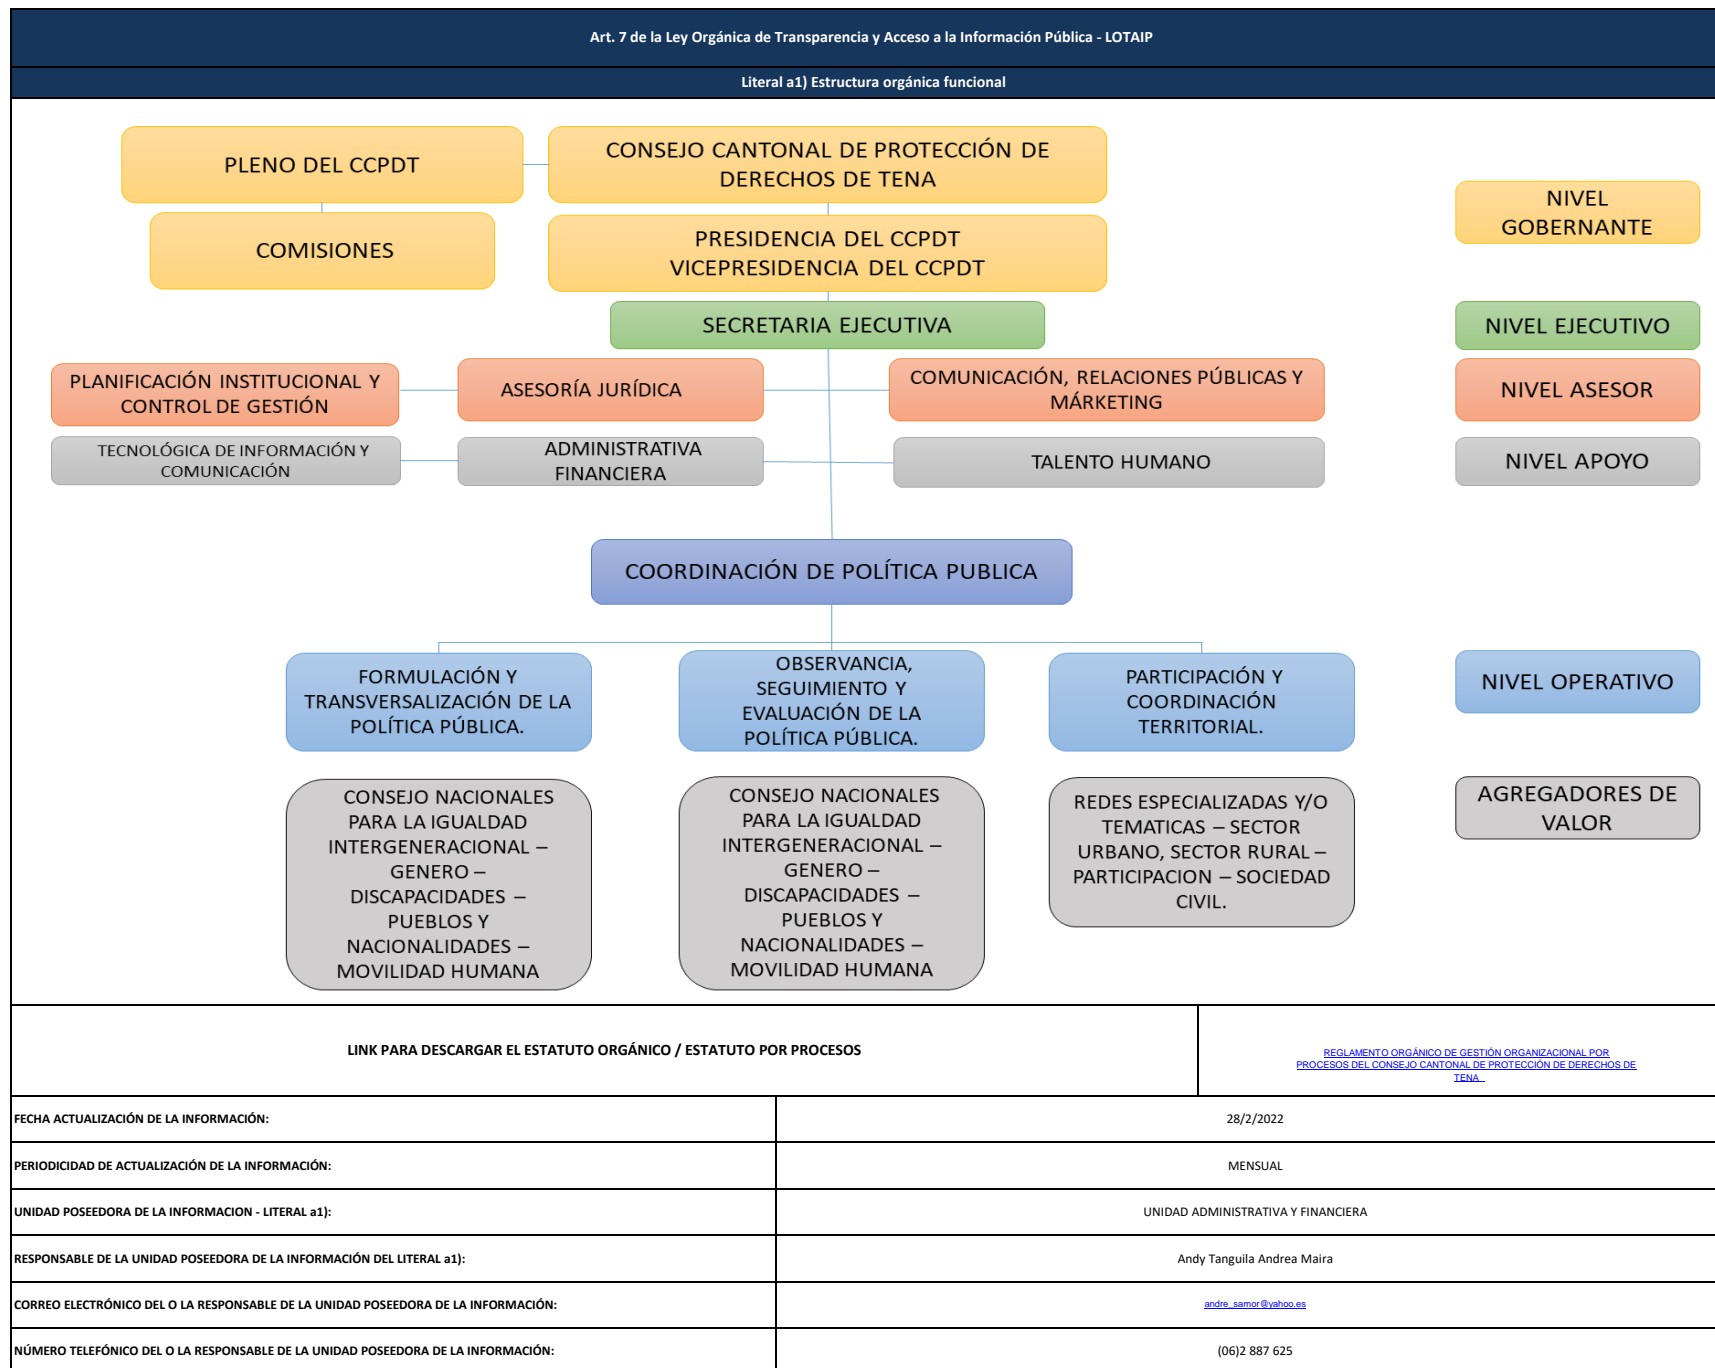 Art. 7 de la Ley Orgánica de Transparencia y Acceso a la Información Pública - LOTAIP
Literal a1) Estructura orgánica funcional
PLENO DEL CCPDT
CONSEJO CANTONAL DE PROTECCIÓN DE
DERECHOS DE TENA
NIVEL
GOBERNANTE
COMISIONES
PRESIDENCIA DEL CCPDT
VICEPRESIDENCIA DEL CCPDT
SECRETARIA EJECUTIVA
NIVEL EJECUTIVO
PLANIFICACIÓN INSTITUCIONAL Y
CONTROL DE GESTIÓN
ASESORÍA JURÍDICA
COMUNICACIÓN, RELACIONES PÚBLICAS Y
MÁRKETING
NIVEL ASESOR
TECNOLÓGICA DE INFORMACIÓN Y
COMUNICACIÓN
ADMINISTRATIVA
FINANCIERA
TALENTO HUMANO
NIVEL APOYO
COORDINACIÓN DE POLÍTICA PUBLICA
FORMULACIÓN Y
TRANSVERSALIZACIÓN DE LA
POLÍTICA PÚBLICA.
OBSERVANCIA,
SEGUIMIENTO Y
EVALUACIÓN DE LA
POLÍTICA PÚBLICA.
PARTICIPACIÓN Y
COORDINACIÓN
TERRITORIAL.
NIVEL OPERATIVO
CONSEJO NACIONALES
PARA LA IGUALDAD
INTERGENERACIONAL –
GENERO –
DISCAPACIDADES –
PUEBLOS Y
NACIONALIDADES –
MOVILIDAD HUMANA
CONSEJO NACIONALES
PARA LA IGUALDAD
INTERGENERACIONAL –
GENERO –
DISCAPACIDADES –
PUEBLOS Y
NACIONALIDADES –
MOVILIDAD HUMANA
REDES ESPECIALIZADAS Y/O
TEMATICAS – SECTOR
URBANO, SECTOR RURAL –
PARTICIPACION – SOCIEDAD
CIVIL.
AGREGADORES DE
VALOR
LINK PARA DESCARGAR EL ESTATUTO ORGÁNICO / ESTATUTO POR PROCESOS
REGLAMENTO ORGÁNICO DE GESTIÓN ORGANIZACIONAL POR
PROCESOS DEL CONSEJO CANTONAL DE PROTECCIÓN DE DERECHOS DE
TENA
FECHA ACTUALIZACIÓN DE LA INFORMACIÓN:
28/2/2022
PERIODICIDAD DE ACTUALIZACIÓN DE LA INFORMACIÓN:
MENSUAL
UNIDAD POSEEDORA DE LA INFORMACION - LITERAL a1):
UNIDAD ADMINISTRATIVA Y FINANCIERA
RESPONSABLE DE LA UNIDAD POSEEDORA DE LA INFORMACIÓN DEL LITERAL a1):
Andy Tanguila Andrea Maira
CORREO ELECTRÓNICO DEL O LA RESPONSABLE DE LA UNIDAD POSEEDORA DE LA INFORMACIÓN:
andre_samor@yahoo.es
NÚMERO TELEFÓNICO DEL O LA RESPONSABLE DE LA UNIDAD POSEEDORA DE LA INFORMACIÓN:
(06)2 887 625